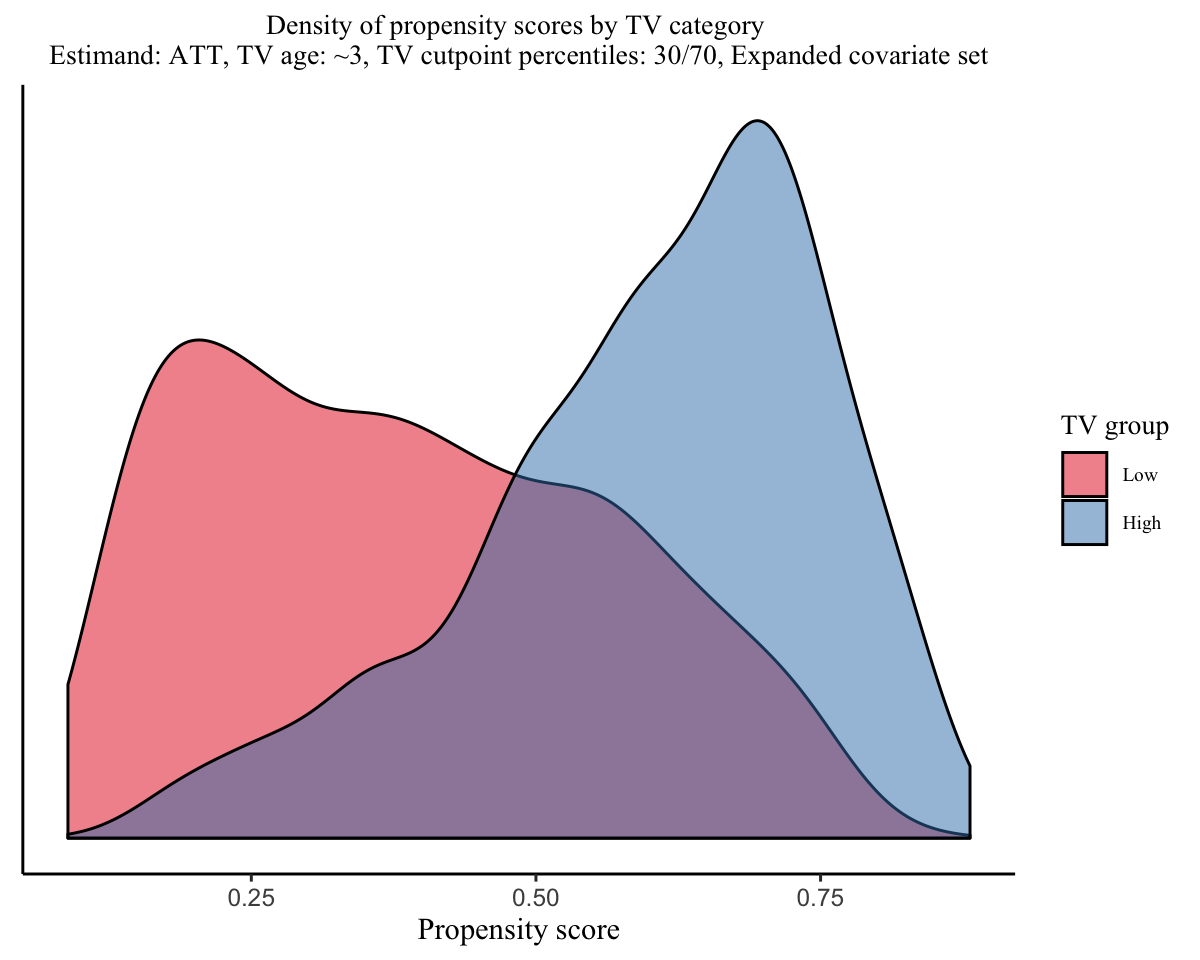 Density of propensity scores by TV category
Estimand: ATT, TV age: ~3, TV cutpoint percentiles: 30/70, Expanded covariate set
TV group
Low
High
0.25 0.50 0.75
Propensity score